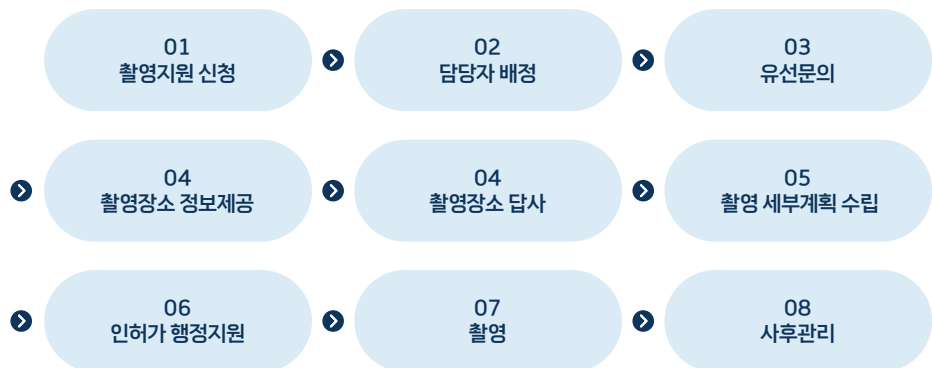 01
촬영지원 신청
02
담당자 배정
03
유선문의
04
촬영장소 정보제공
04
촬영장소 답사
05
촬영 세부계획 수립
06
인허가 행정지원
07
촬영
08
사후관리